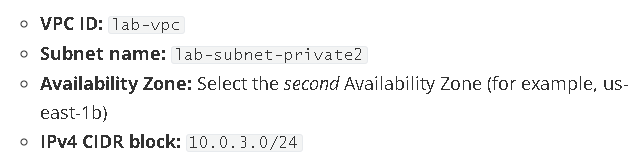 VPC ID: lab-vpc
Subnet name: lab-subnet-private2
Availability Zone: Select the second Availability Zone (for example, us-
east-1b)
IPv4 CIDR block: 10.0.3.0/24